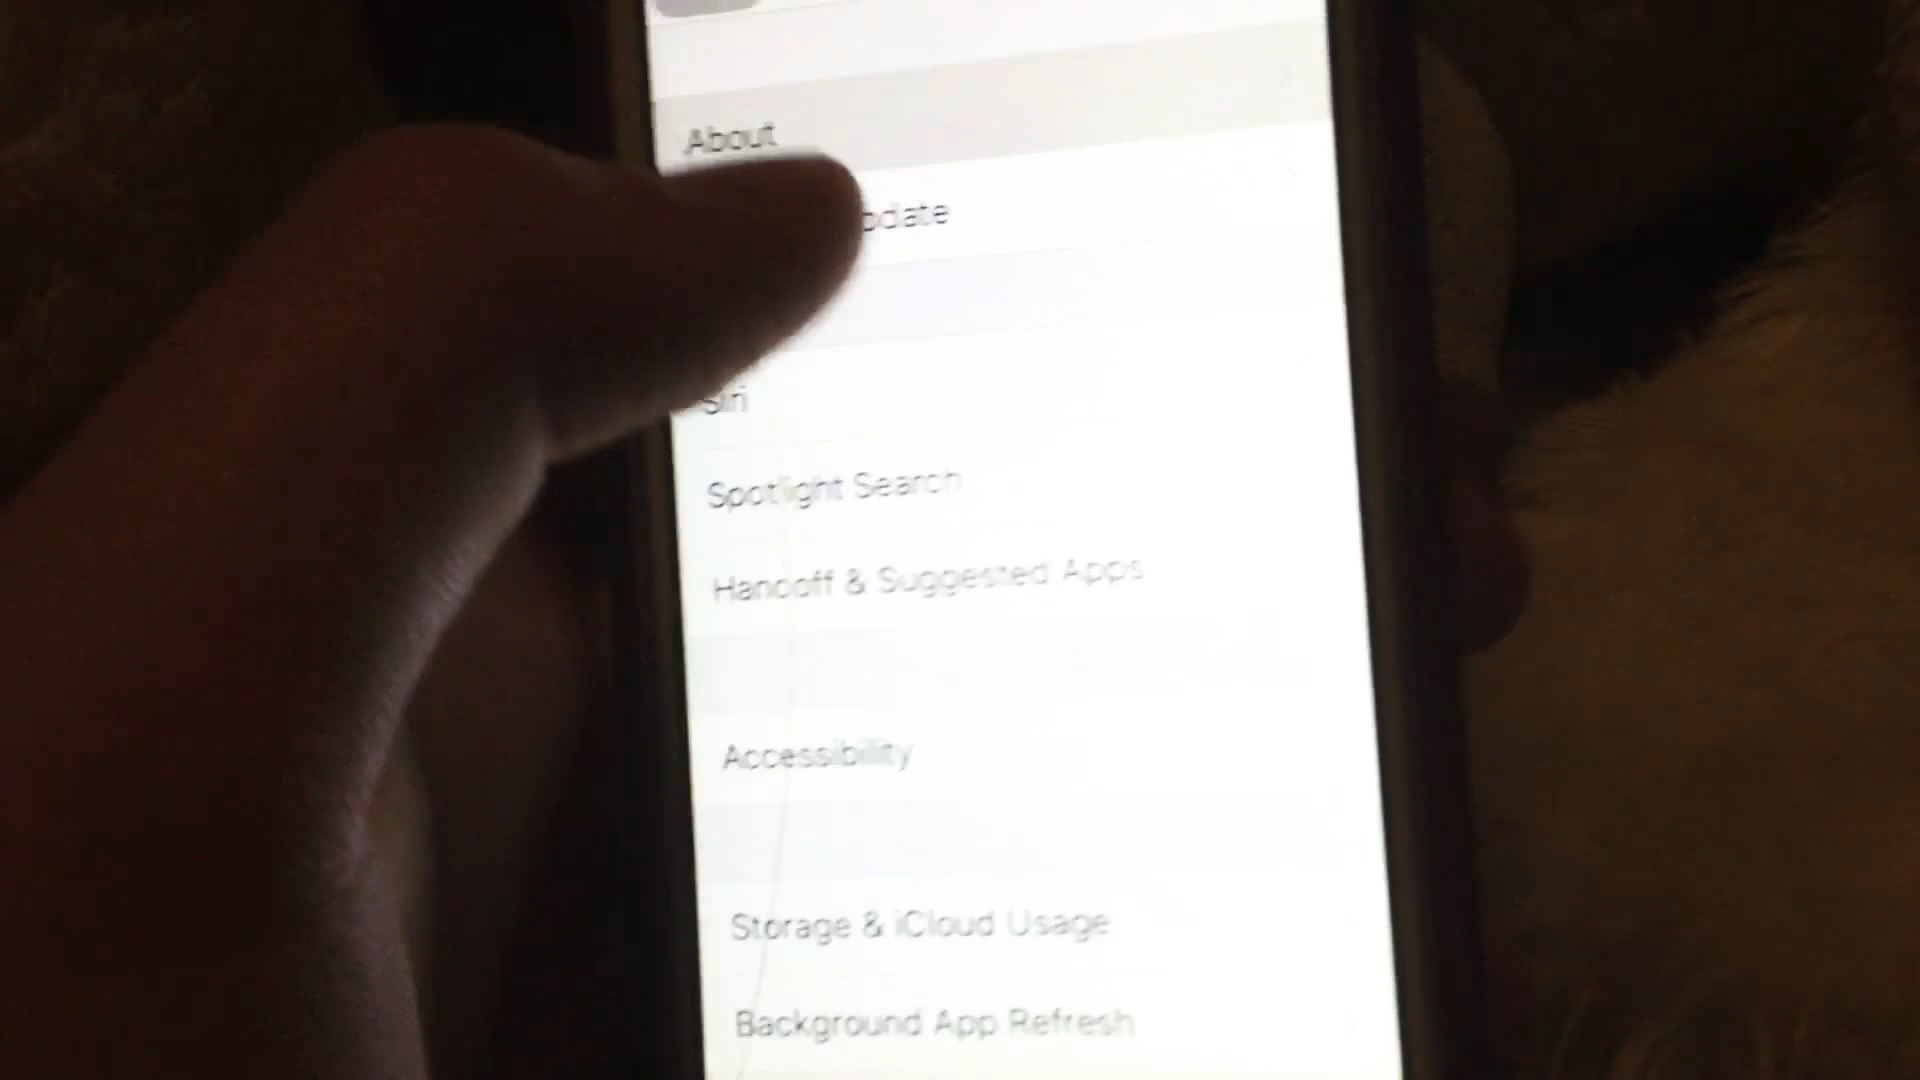 About
pdate
Siri
Spotlight Search
Handoff & Suggested Apps
Accessibility
Storage & iCloud Usage
Background App Refresh